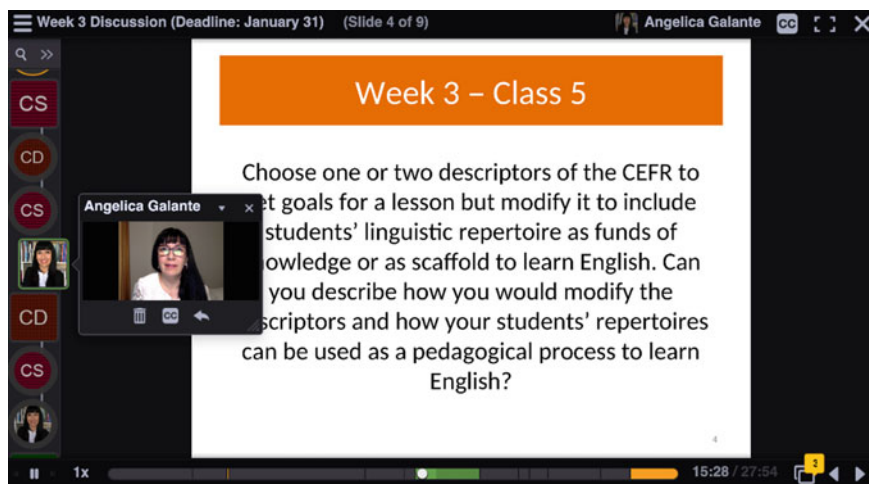 Week 3 Discussion (Deadline: January 31) (Slide 4 of 9) Angelica Galante CC
CS
CD
CS
CD
CS
Angelica Galante
CC
Week 3 – Class 5
Choose one or two descriptors of the CEFR to
et goals for a lesson but modify it to include
students' linguistic repertoire as funds of
nowledge or as scaffold to learn English. Can
you describe how you would modify the
scriptors and how your students' repertoires
can be used as a pedagogical process to learn
English?
4
1x 15:28 / 27:54 3